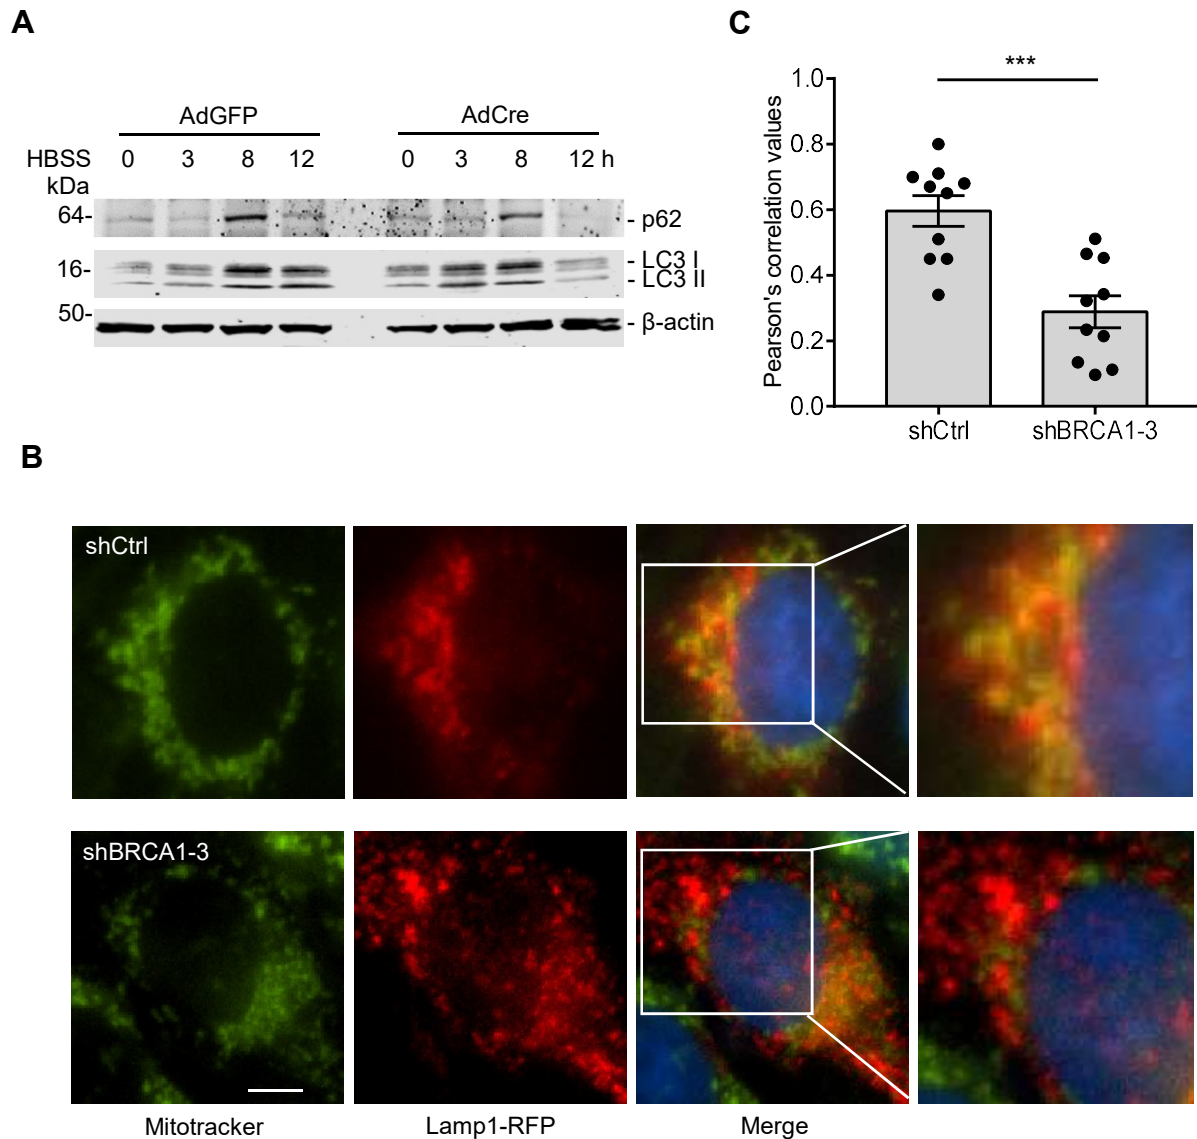 A
AdGFP AdCre
HBSS 0 3 8 12 0 3 8 12 h
kDa
64- - p62
- LC3 I
16-
- LC3 II
50-
- β-actin
C
***
Pearson's correlation values
1.0
0.8
0.6
0.4
0.2
0.0
shCtrl shBRCA1-3
B
shCtrl
shBRCA1-3
Mitotracker Lamp1-RFP Merge